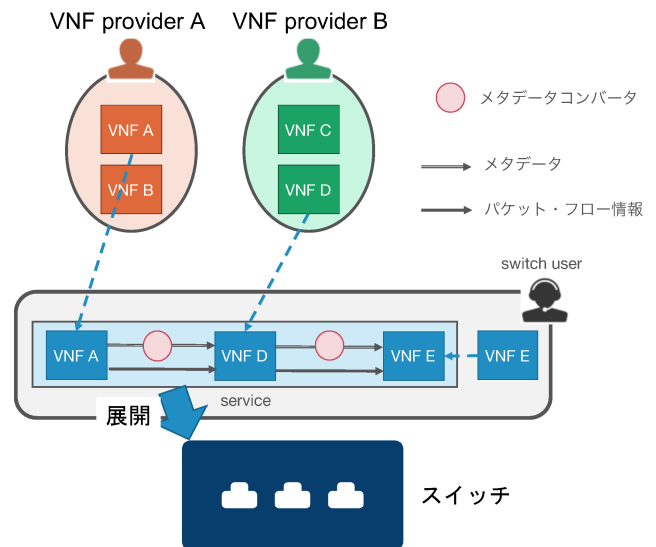 VNF provider A
VNF provider B
VNF A
VNF B
VNF C
VNF D
メタデータコンバータ
メタデータ
パケット・フロー情報
switch user
VNF A
VNF D
VNF E
VNF E
service
展開
スイッチ